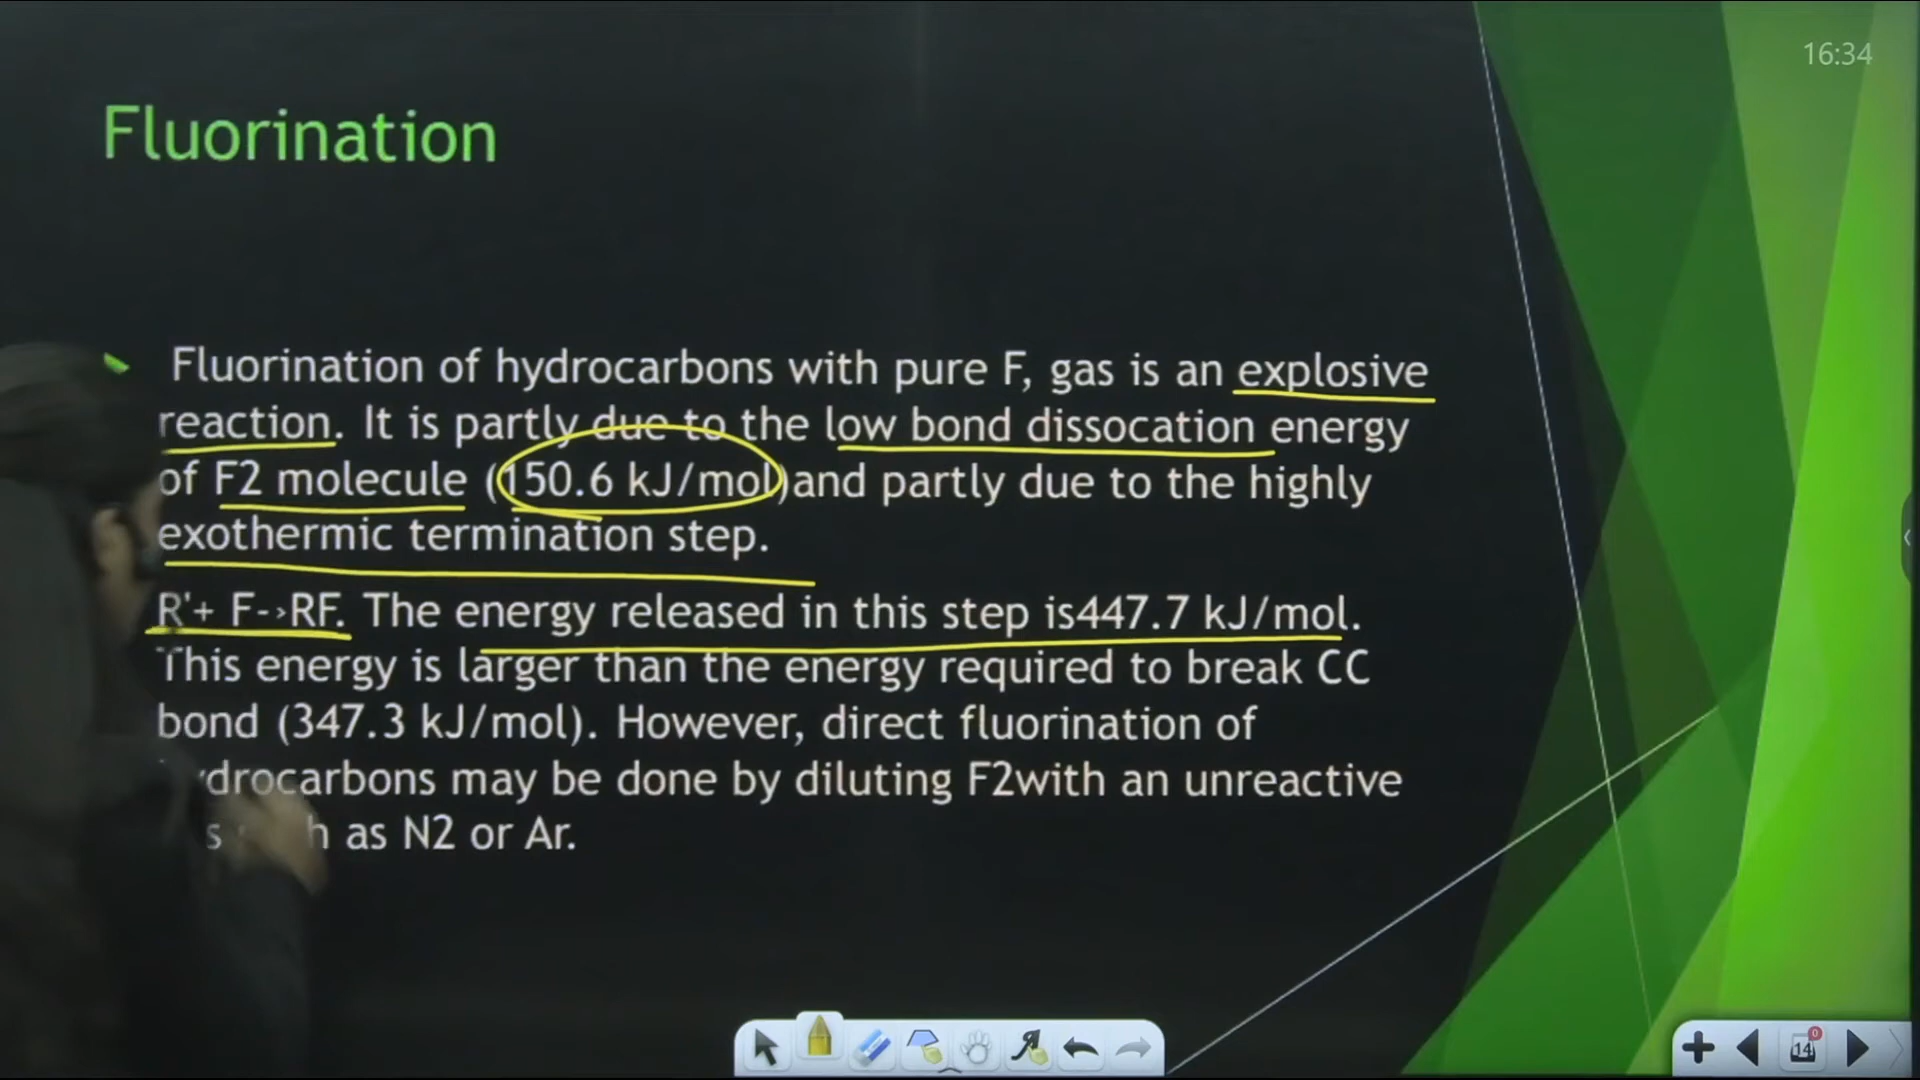 16:34
Fluorination
Fluorination of hydrocarbons with pure F, gas is an explosive
reaction. It is partly due to the low bond dissocation energy
of F2 molecule (150.6 kJ/mol)and partly due to the highly
exothermic termination step.
R'+ F->RF. The energy released in this step is447.7 kJ/mol.
This energy is larger than the energy required to break CC
bond (347.3 kJ/mol). However, direct fluorination of
may be done by diluting F2with an unreactive
as N2 or Ar.
0
14